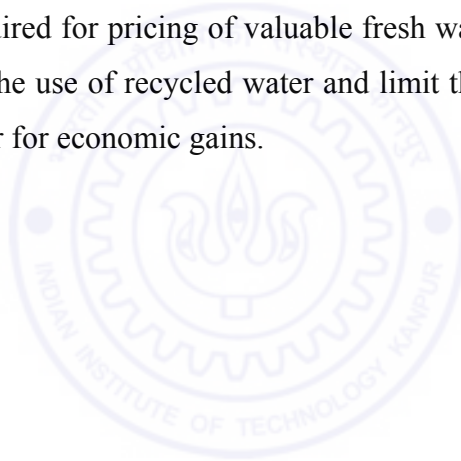 ired for pricing of valuable fresh wa
he use of recycled water and limit th
r for economic gains.
INDIAN INSTITUTE OF TECHNOLOGY KANPUR